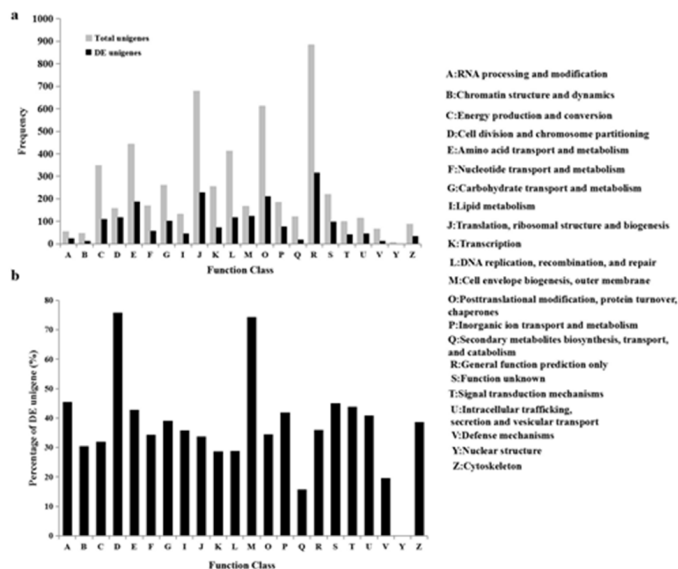 a
1000
900
800
700
600
500
400
300
200
100
0
Frequency
Total unigenes
DE unigenes
A B C D E F G I J K L M O P Q R S T U V Y Z
Function Class
b
80
70
60
50
40
30
20
10
0
Percentage of DE unigene (%)
A B C D E F G I J K L M O P Q R S T U V Y Z
Function Class
A:RNA processing and modification
B:Chromatin structure and dynamics
C:Energy production and conversion
D:Cell division and chromosome partitioning
E:Amino acid transport and metabolism
F:Nucleotide transport and metabolism
G:Carbohydrate transport and metabolism
I:Lipid metabolism
J:Translation, ribosomal structure and biogenesis
K:Transcription
L:DNA replication, recombination, and repair
M:Cell envelope biogenesis, outer membrane
O:Posttranslational modification, protein turnover,
chaperones
P:Inorganic ion transport and metabolism
Q:Secondary metabolites biosynthesis, transport,
and catabolism
R:General function prediction only
S:Function unknown
T:Signal transduction mechanisms
U:Intracellular trafficking,
secretion and vesicular transport
V:Defense mechanisms
Y:Nuclear structure
Z:Cytoskeleton